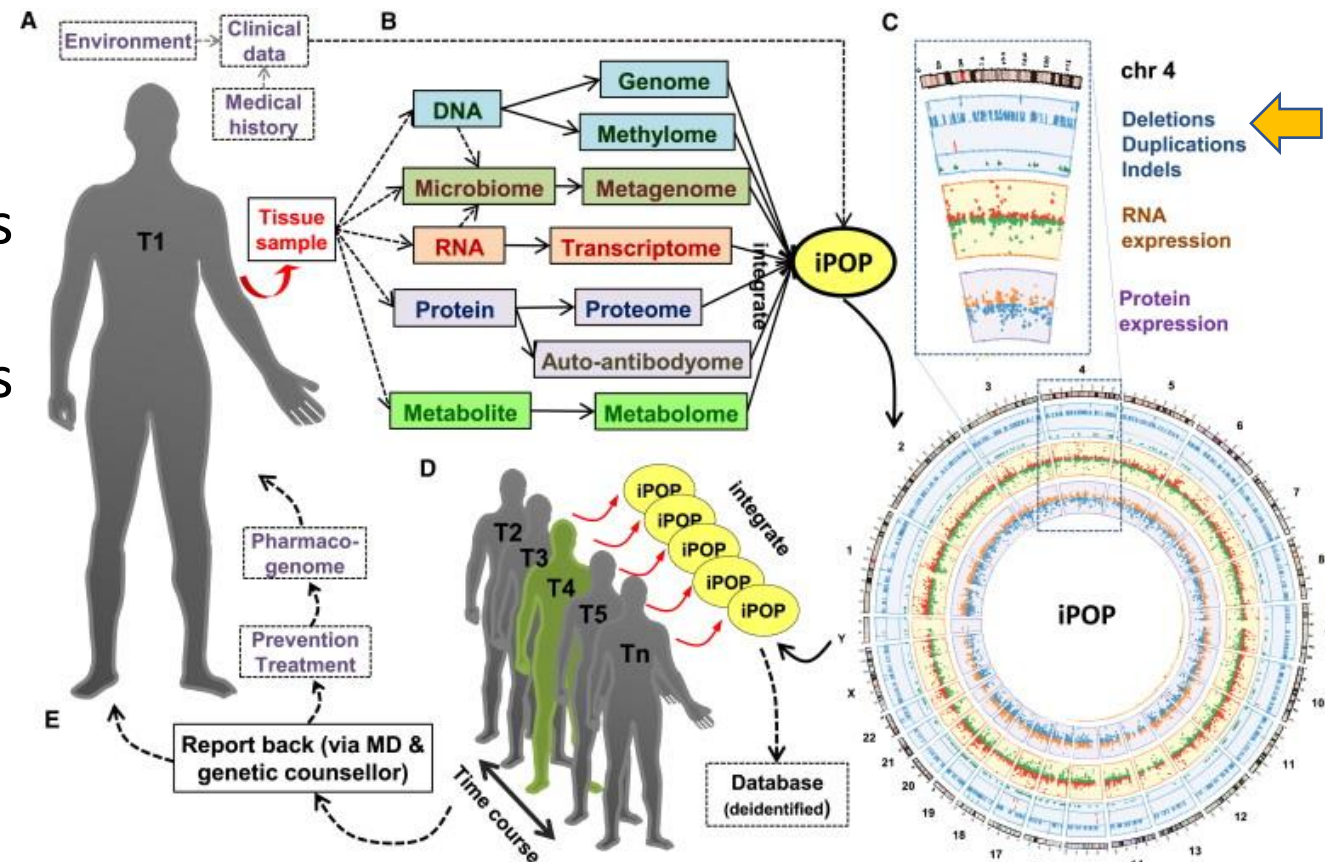 A
Environment
Clinical
data
Medical
history
T1
Tissue
sample
s
s
B
DNA
Genome
Methylome
Microbiome
Metagenome
RNA
Transcriptome
Protein
Proteome
Auto-antibodyome
Metabolite
Metabolome
integrate
iPOP
C
chr 4
Deletions
Duplications
Indels
RNA
expression
Protein
expression
D
T2
T3
T4
T5
Tn
iPOP
iPOP
iPOP
iPOP
iPOP
integrate
Time course
Database
(deidentified)
E
Pharmaco-
genome
Prevention
Treatment
Report back (via MD &
genetic counsellor)
iPOP
1
2
3
4
5
6
7
8
10
11
12
13
17
18
19
20
21
22
X
Y